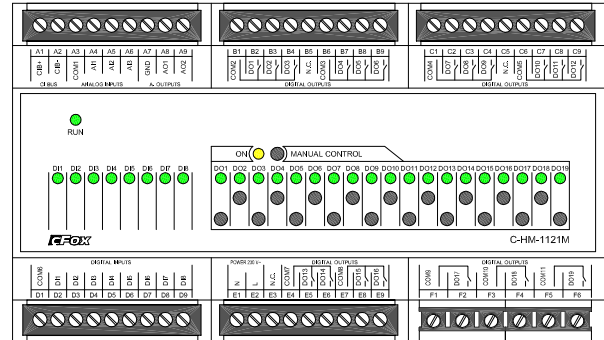 A1 A2 A3 A4 A5 A6 A7 A8 A9
CIB+ CIB- COM1 AI1 AI2 AI3 GND AO1 AO2
CI BUS ANALOG INPUTS A. OUTPUTS
B1 B2 B3 B4 B5 B6 B7 B8 B9
COM2 DO1 DO2 DO3 N.C. COM3 DO4 DO5 DO6
DIGITAL OUTPUTS
C1 C2 C3 C4 C5 C6 C7 C8 C9
COM4 DO7 DO8 DO9 N.C. COM5 DO10 DO11 DO12
DIGITAL OUTPUTS
RUN
ON MANUAL CONTROL
DI1 DI2 DI3 DI4 DI5 DI6 DI7 DI8
DO1 DO2 DO3 DO4 DO5 DO6 DO7 DO8 DO9 DO10 DO11 DO12 DO13 DO14 DO15 DO16 DO17 DO18 DO19
CFOX
C-HM-1121M
DIGITAL INPUTS
COM6 DI1 DI2 DI3 DI4 DI5 DI6 DI7 DI8
D1 D2 D3 D4 D5 D6 D7 D8 D9
POWER 230 V~ DIGITAL OUTPUTS
N L N.C. COM7 DO13 DO14 COM8 DO15 DO16
E1 E2 E3 E4 E5 E6 E7 E8 E9
DIGITAL OUTPUTS
COM9 DO17 COM10 DO18 COM11 DO19
F1 F2 F3 F4 F5 F6